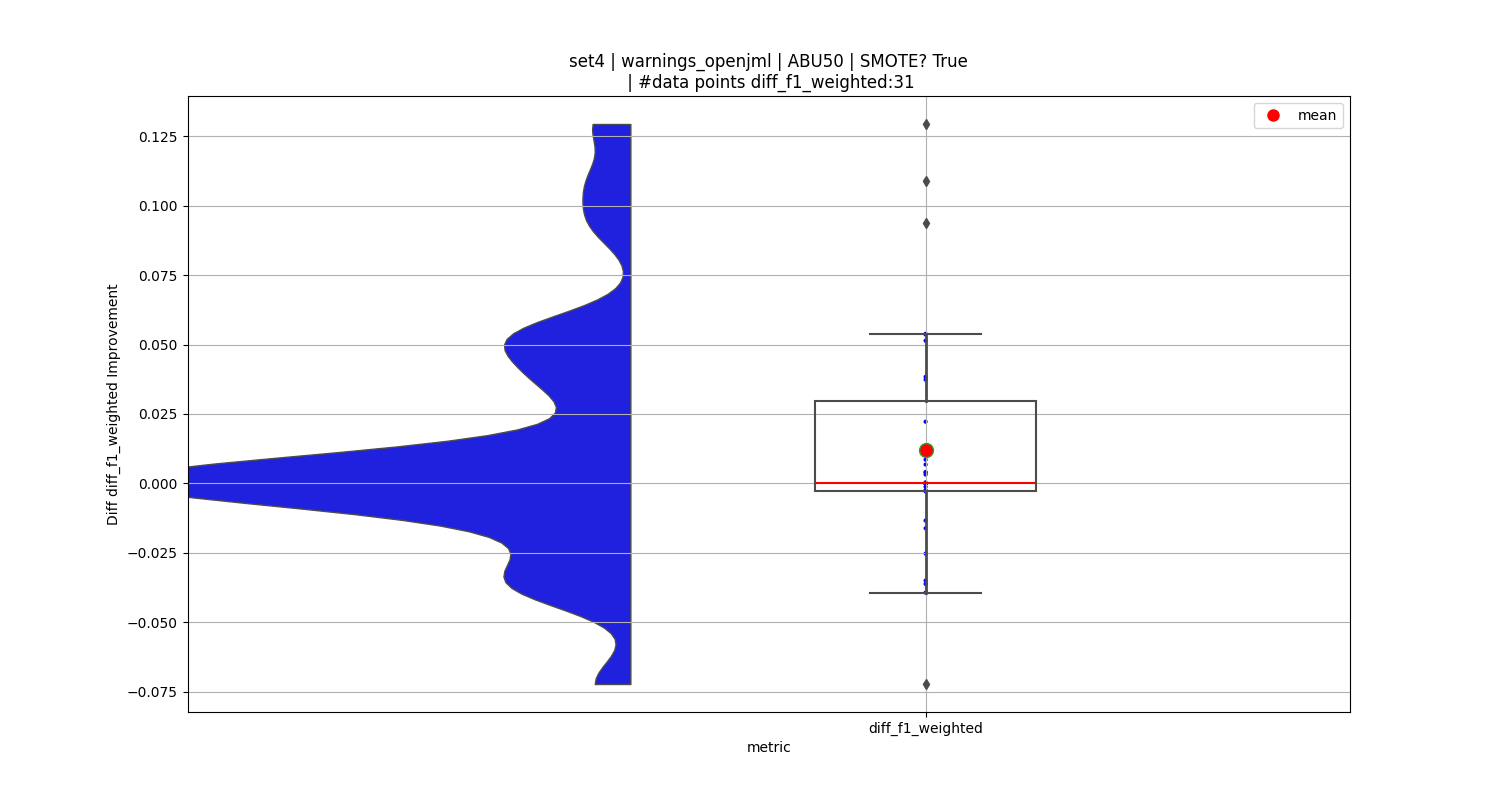 set4 | warnings_openjml | ABU50 | SMOTE? True
| #data points diff_f1_weighted:31
mean
0.125
0.100
0.075
0.050
0.025
0.000
−0.025
−0.050
−0.075
Diff diff_f1_weighted Improvement
diff_f1_weighted
metric